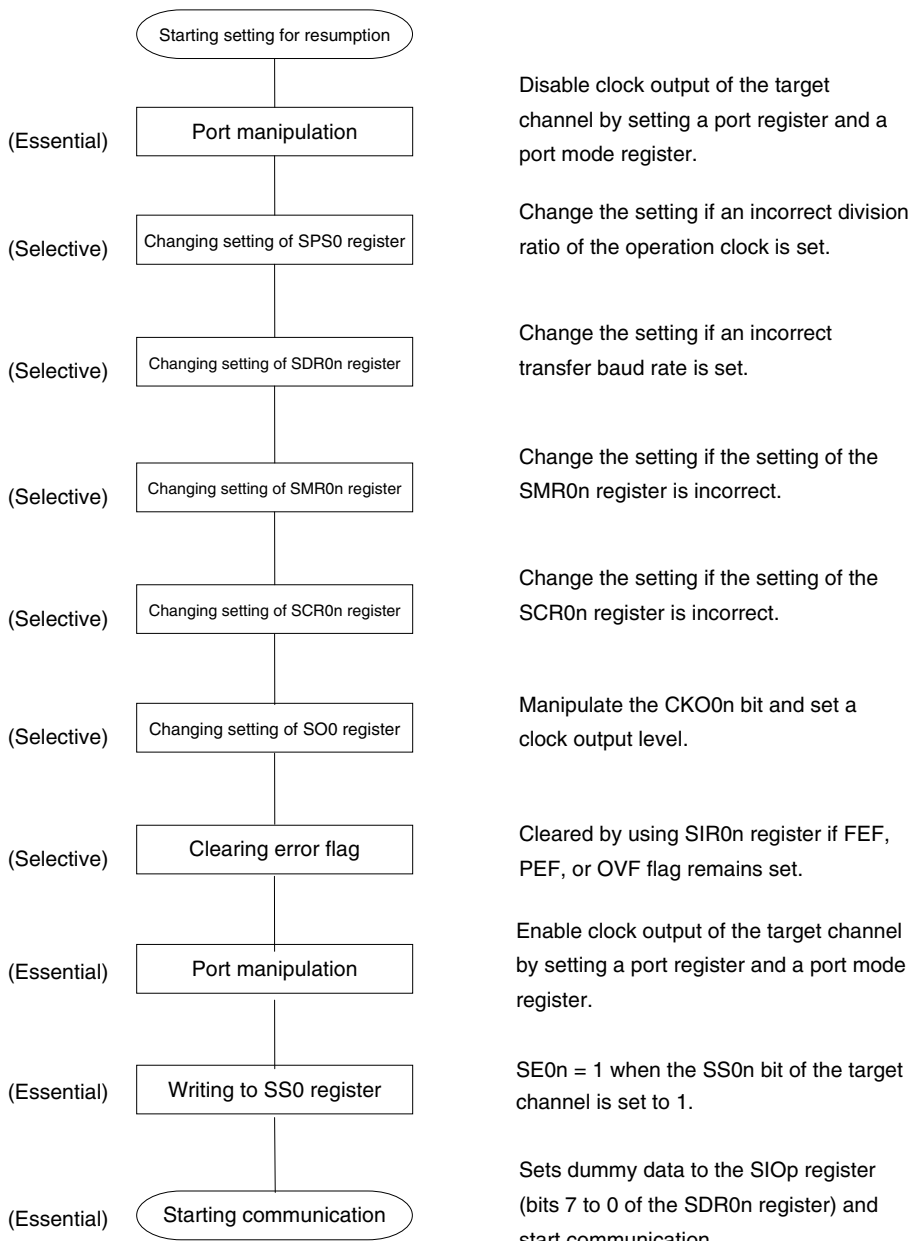 Starting setting for resumption
(Essential)
Port manipulation
Disable clock output of the target
channel by setting a port register and a
port mode register.
(Selective)
Changing setting of SPS0 register
Change the setting if an incorrect division
ratio of the operation clock is set.
(Selective)
Changing setting of SDR0n register
Change the setting if an incorrect
transfer baud rate is set.
(Selective)
Changing setting of SMR0n register
Change the setting if the setting of the
SMR0n register is incorrect.
(Selective)
Changing setting of SCR0n register
Change the setting if the setting of the
SCR0n register is incorrect.
(Selective)
Changing setting of SO0 register
Manipulate the CKO0n bit and set a
clock output level.
(Selective)
Clearing error flag
Cleared by using SIR0n register if FEF,
PEF, or OVF flag remains set.
(Essential)
Port manipulation
Enable clock output of the target channel
by setting a port register and a port mode
register.
(Essential)
Writing to SS0 register
SE0n = 1 when the SS0n bit of the target
channel is set to 1.
(Essential)
Starting communication
Sets dummy data to the SIOp register
(bits 7 to 0 of the SDR0n register) and
start communication